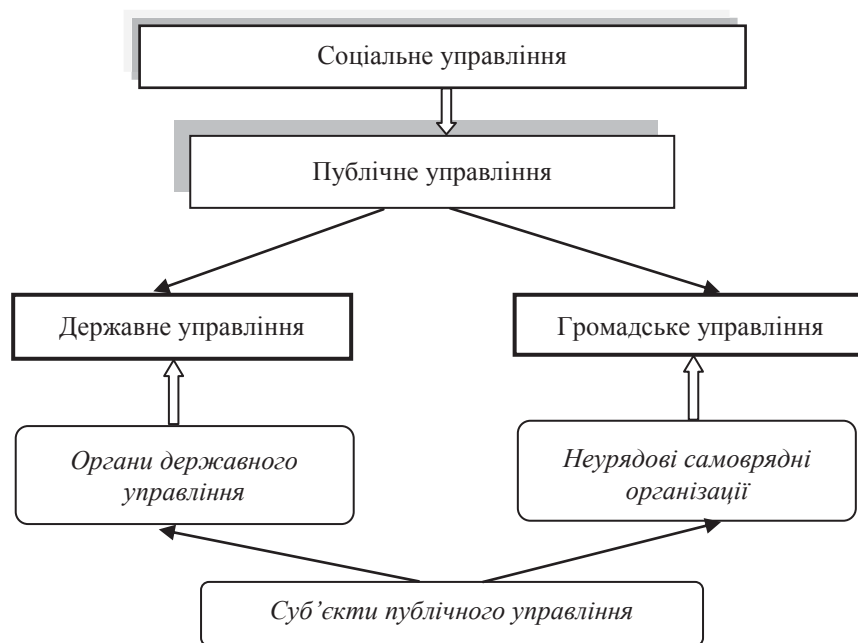 Соціальне управління
Публічне управління
Державне управління
Громадське управління
Органи державного
управління
Неурядові самоврядні
організації
Суб’єкти публічного управління